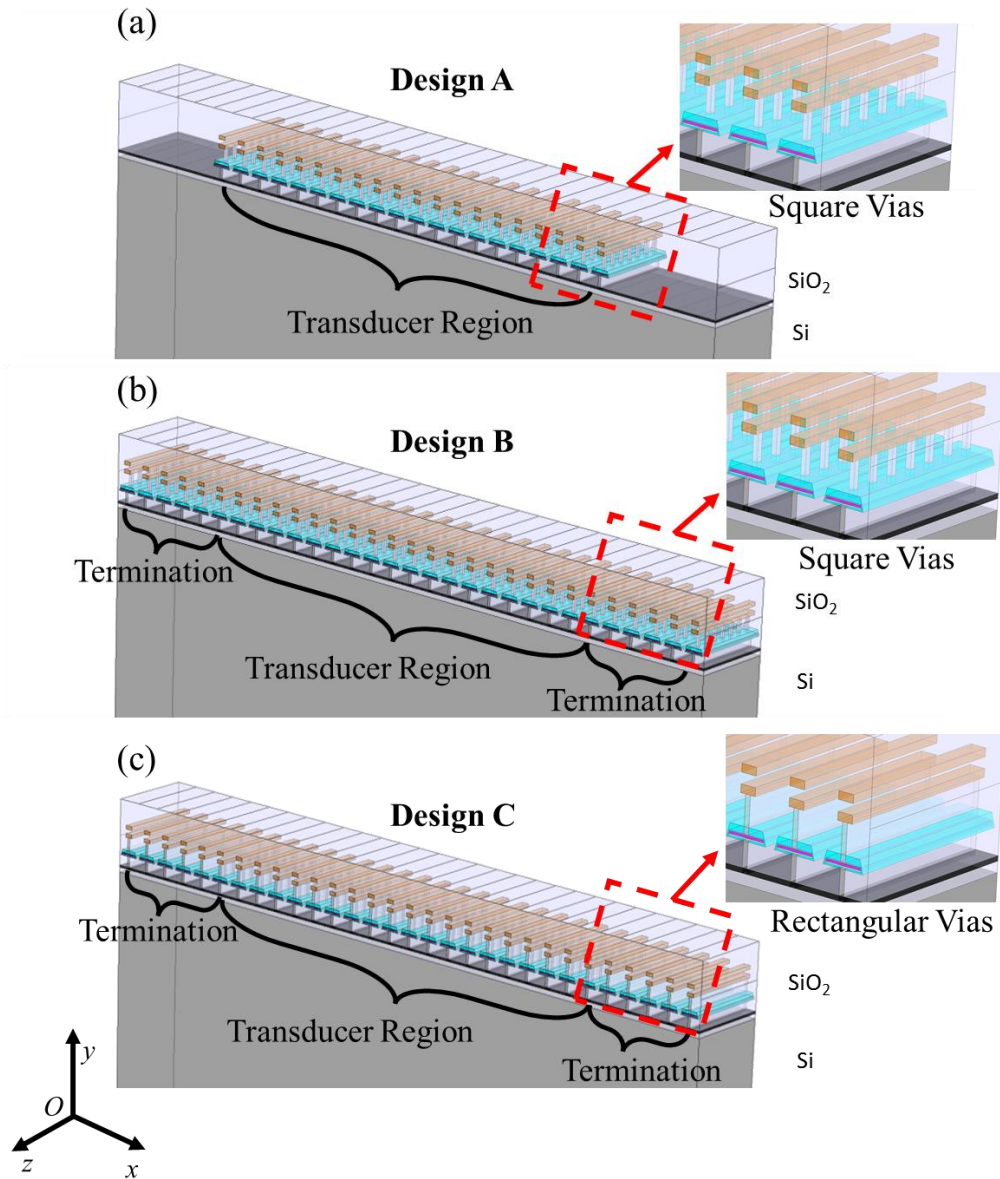 (a)
Design A
Square Vias
SiO₂
Transducer Region
Si
(b)
Design B
Square Vias
Termination
SiO₂
Transducer Region
Si
Termination
(c)
Design C
Rectangular Vias
Termination
SiO₂
Transducer Region
Si
Termination
y
O
z
x